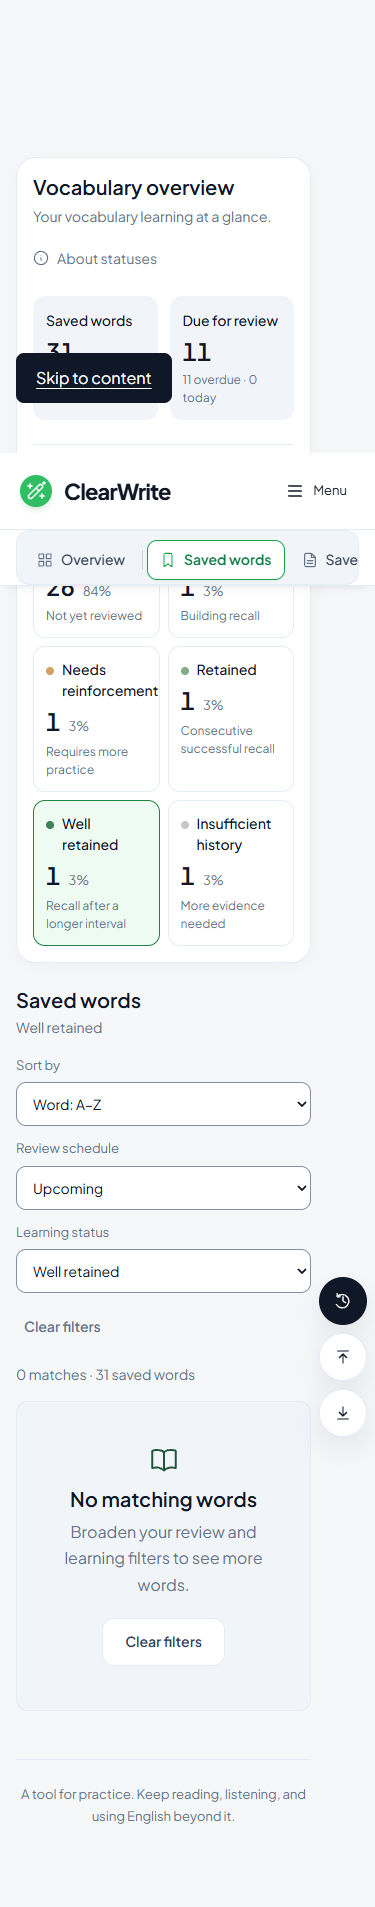 Vocabulary overview
Your vocabulary learning at a glance.
About statuses
Saved words
31
Due for review
11
11 overdue · 0
today
Skip to content
ClearWrite
Menu
Overview
Saved words
Save
26 84%
Not yet reviewed
1 3%
Building recall
Needs
reinforcement
1 3%
Requires more
practice
Retained
1 3%
Consecutive
successful recall
Well
retained
1 3%
Recall after a
longer interval
Insufficient
history
1 3%
More evidence
needed
Saved words
Well retained
Sort by
Word: A–Z
Review schedule
Upcoming
Learning status
Well retained
Clear filters
0 matches · 31 saved words
No matching words
Broaden your review and
learning filters to see more
words.
Clear filters
A tool for practice. Keep reading, listening, and
using English beyond it.